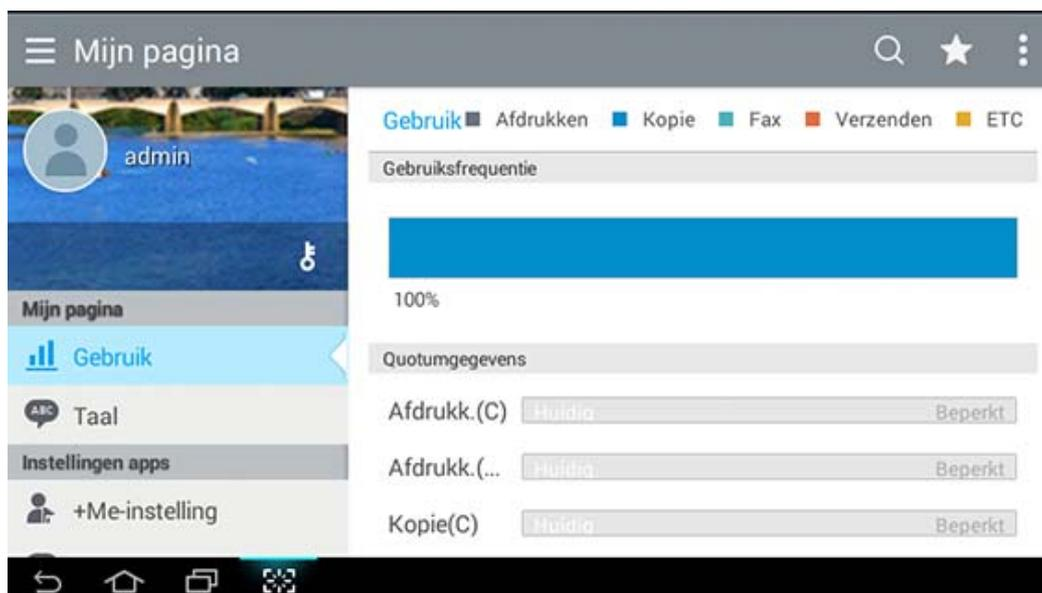 Mijn pagina
admin
Mijn pagina
Gebruik
ABC Taal
Instellingen apps
+Me-instelling
Gebruik Afdrukken Kopie Fax Verzenden ETC
Gebruiksfrequentie
100%
Quotumgegevens
Afdrukk.(C) Huidig Beperkt
Afdrukk.(... Huidig Beperkt
Kopie(C) Huidig Beperkt